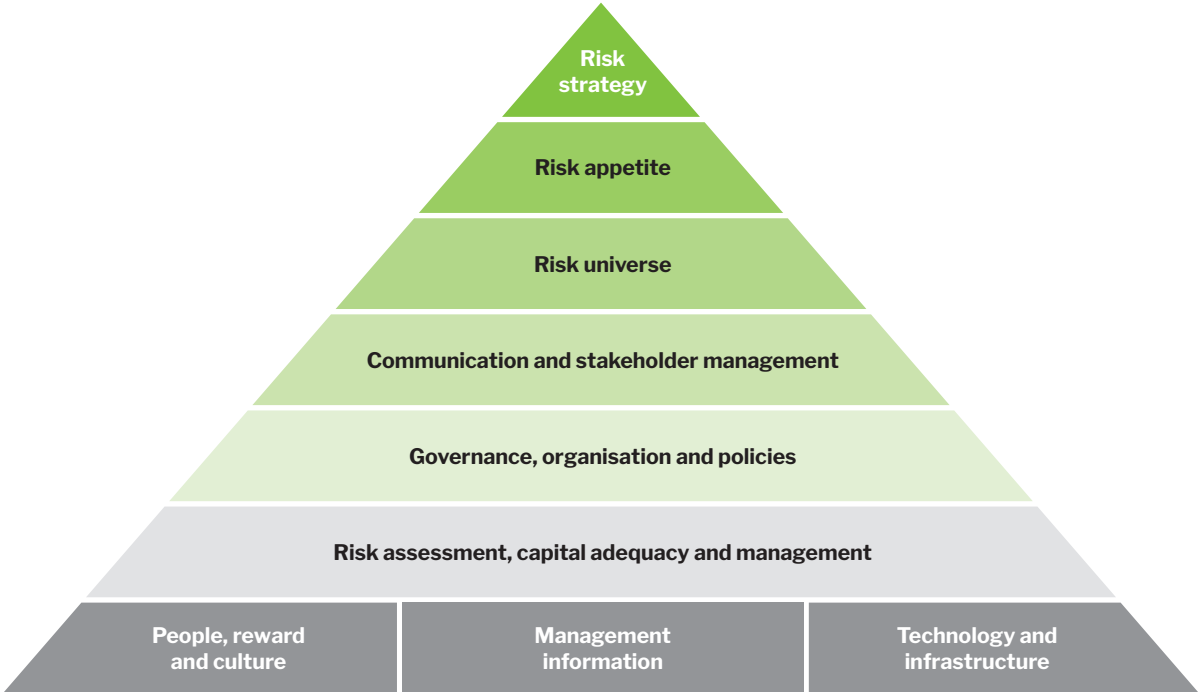 Risk
strategy
Risk appetite
Risk universe
Communication and stakeholder management
Governance, organisation and policies
Risk assessment, capital adequacy and management
People, reward
and culture
Management
information
Technology and
infrastructure